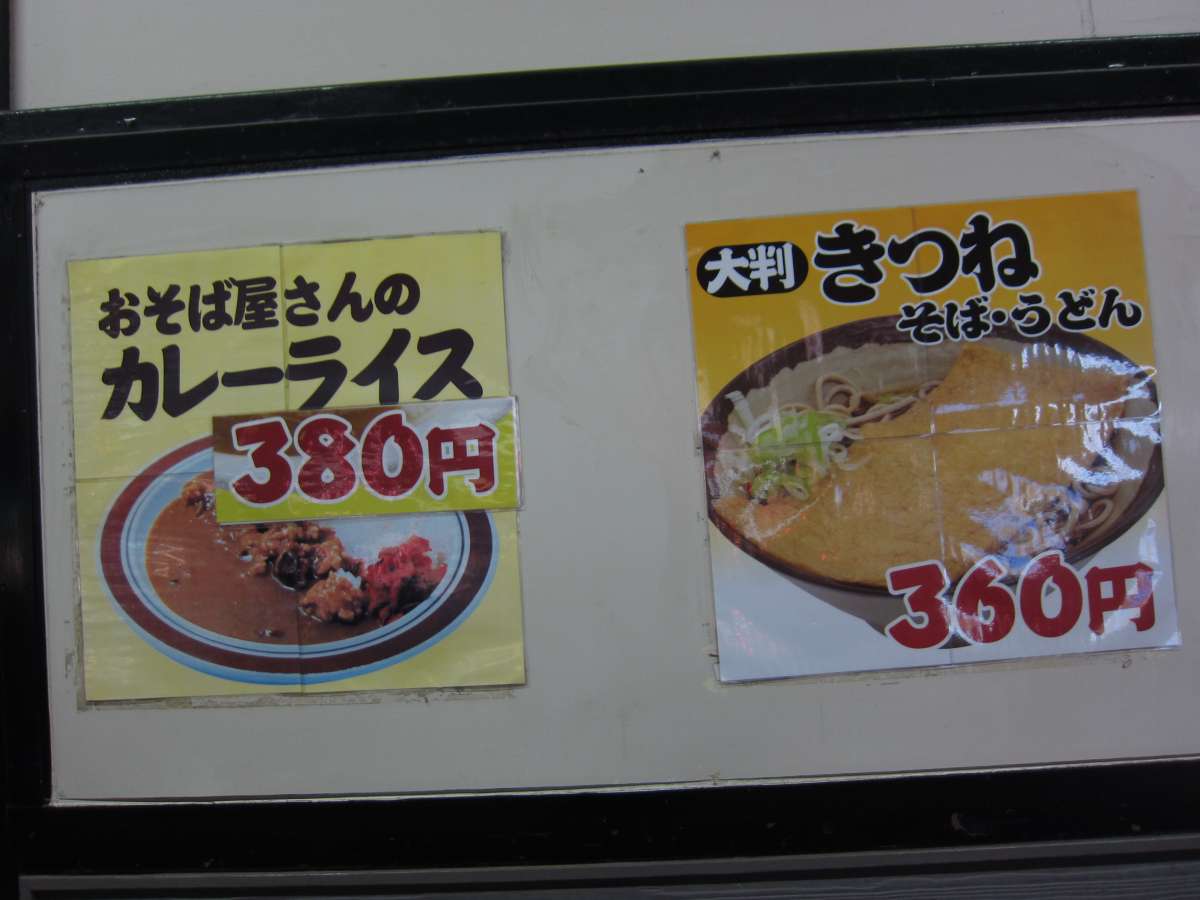 おそば屋さんの
カレーライス
380円
大判 きつね
そば・うどん
360円